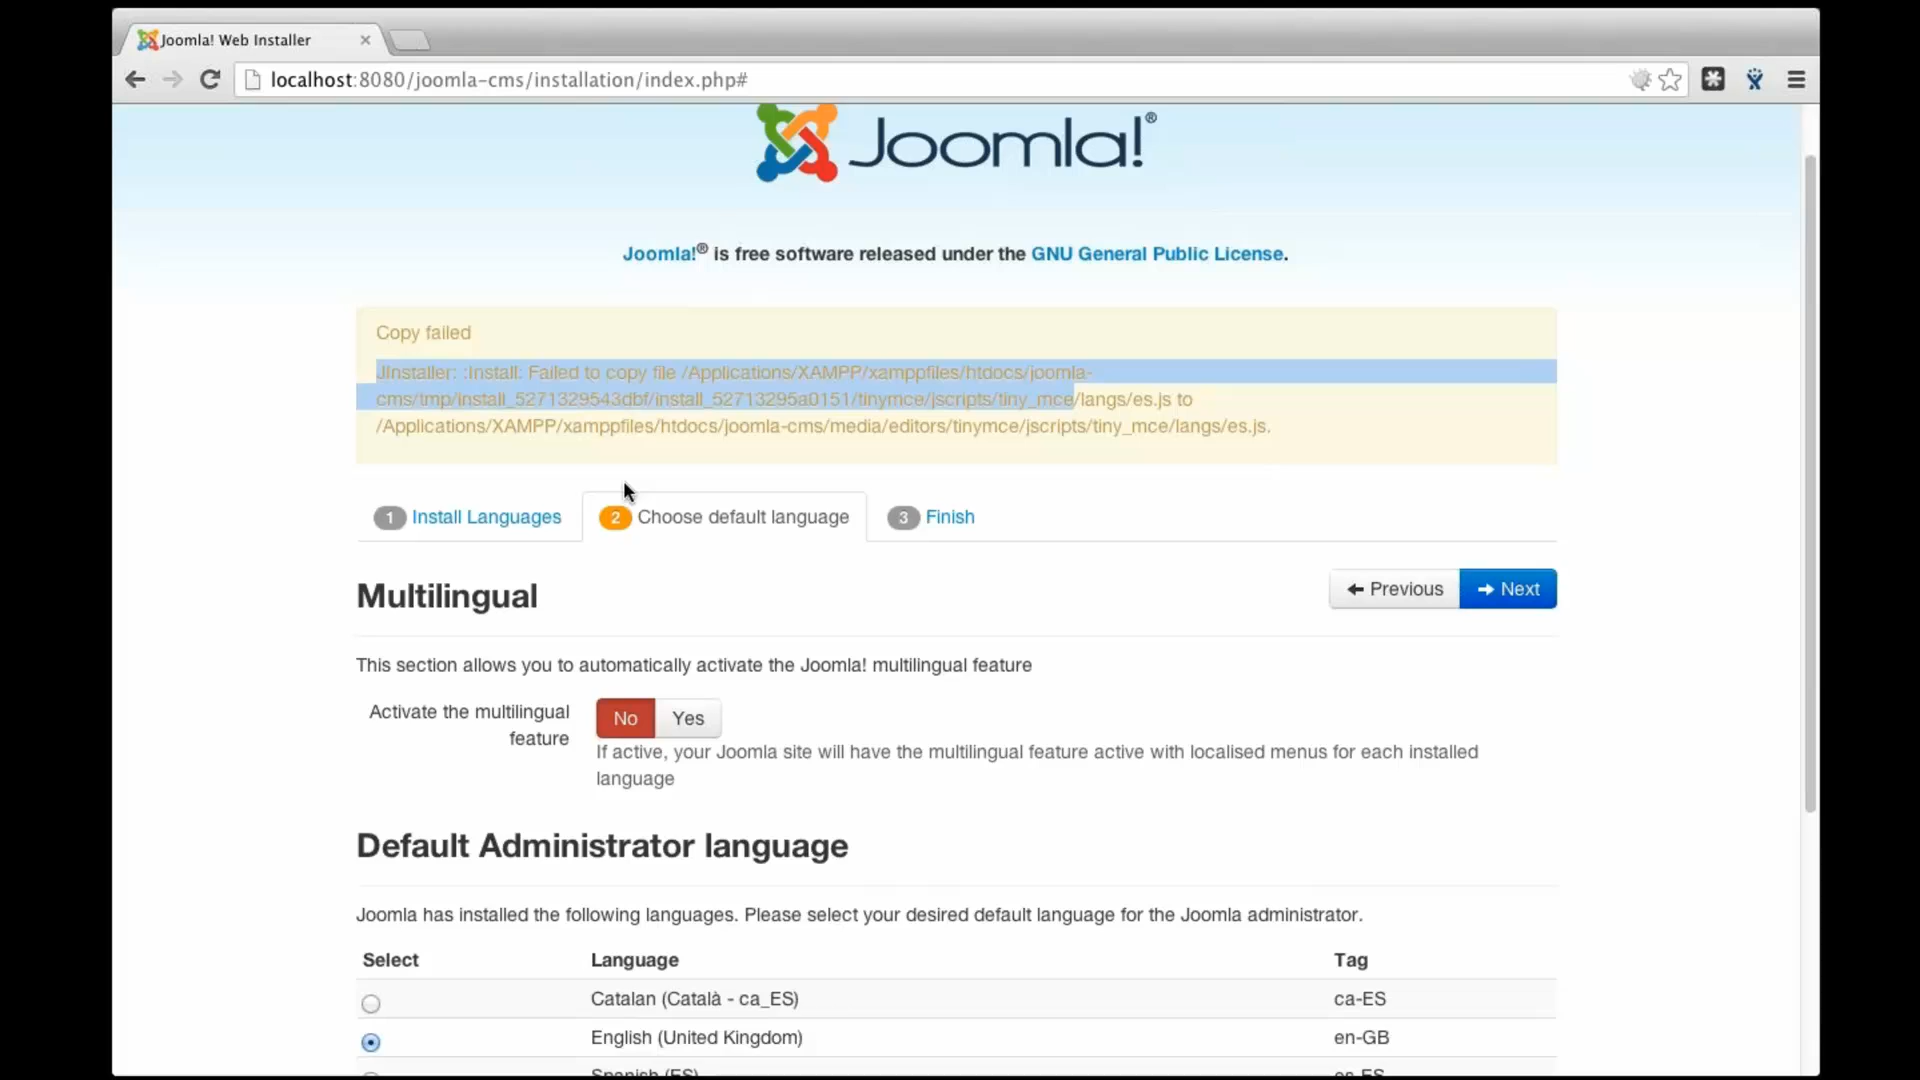 Joomla! Web Installer
localhost:8080/joomla-cms/installation/index.php#
Joomla!®
Joomla!® is free software released under the GNU General Public License.
Copy failed
JInstaller: :Install: Failed to copy file /Applications/XAMPP/xamppfiles/htdocs/joomla-
cms/tmp/install_5271329543dbf/install_52713295a0151/tinymce/jscripts/tiny_mce/langs/es.js to
/Applications/XAMPP/xamppfiles/htdocs/joomla-cms/media/editors/tinymce/jscripts/tiny_mce/langs/es.js.
1 Install Languages 2 Choose default language 3 Finish
Multilingual
Previous Next
This section allows you to automatically activate the Joomla! multilingual feature
Activate the multilingual
feature
No Yes
If active, your Joomla site will have the multilingual feature active with localised menus for each installed
language
Default Administrator language
Joomla has installed the following languages. Please select your desired default language for the Joomla administrator.
Select Language Tag
Catalan (Català - ca_ES) ca-ES
English (United Kingdom) en-GB
Spanish (ES) es-ES